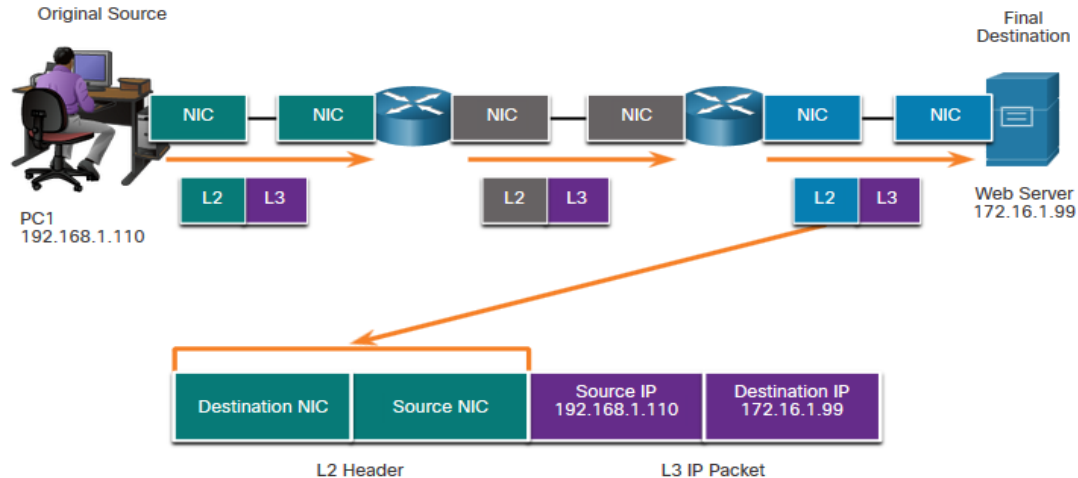 Original Source
Final
Destination
NIC
NIC
NIC
NIC
NIC
NIC
L2 L3
L2 L3
L2 L3
PC1
192.168.1.110
Web Server
172.16.1.99
Destination NIC
Source NIC
Source IP
192.168.1.110
Destination IP
172.16.1.99
L2 Header
L3 IP Packet